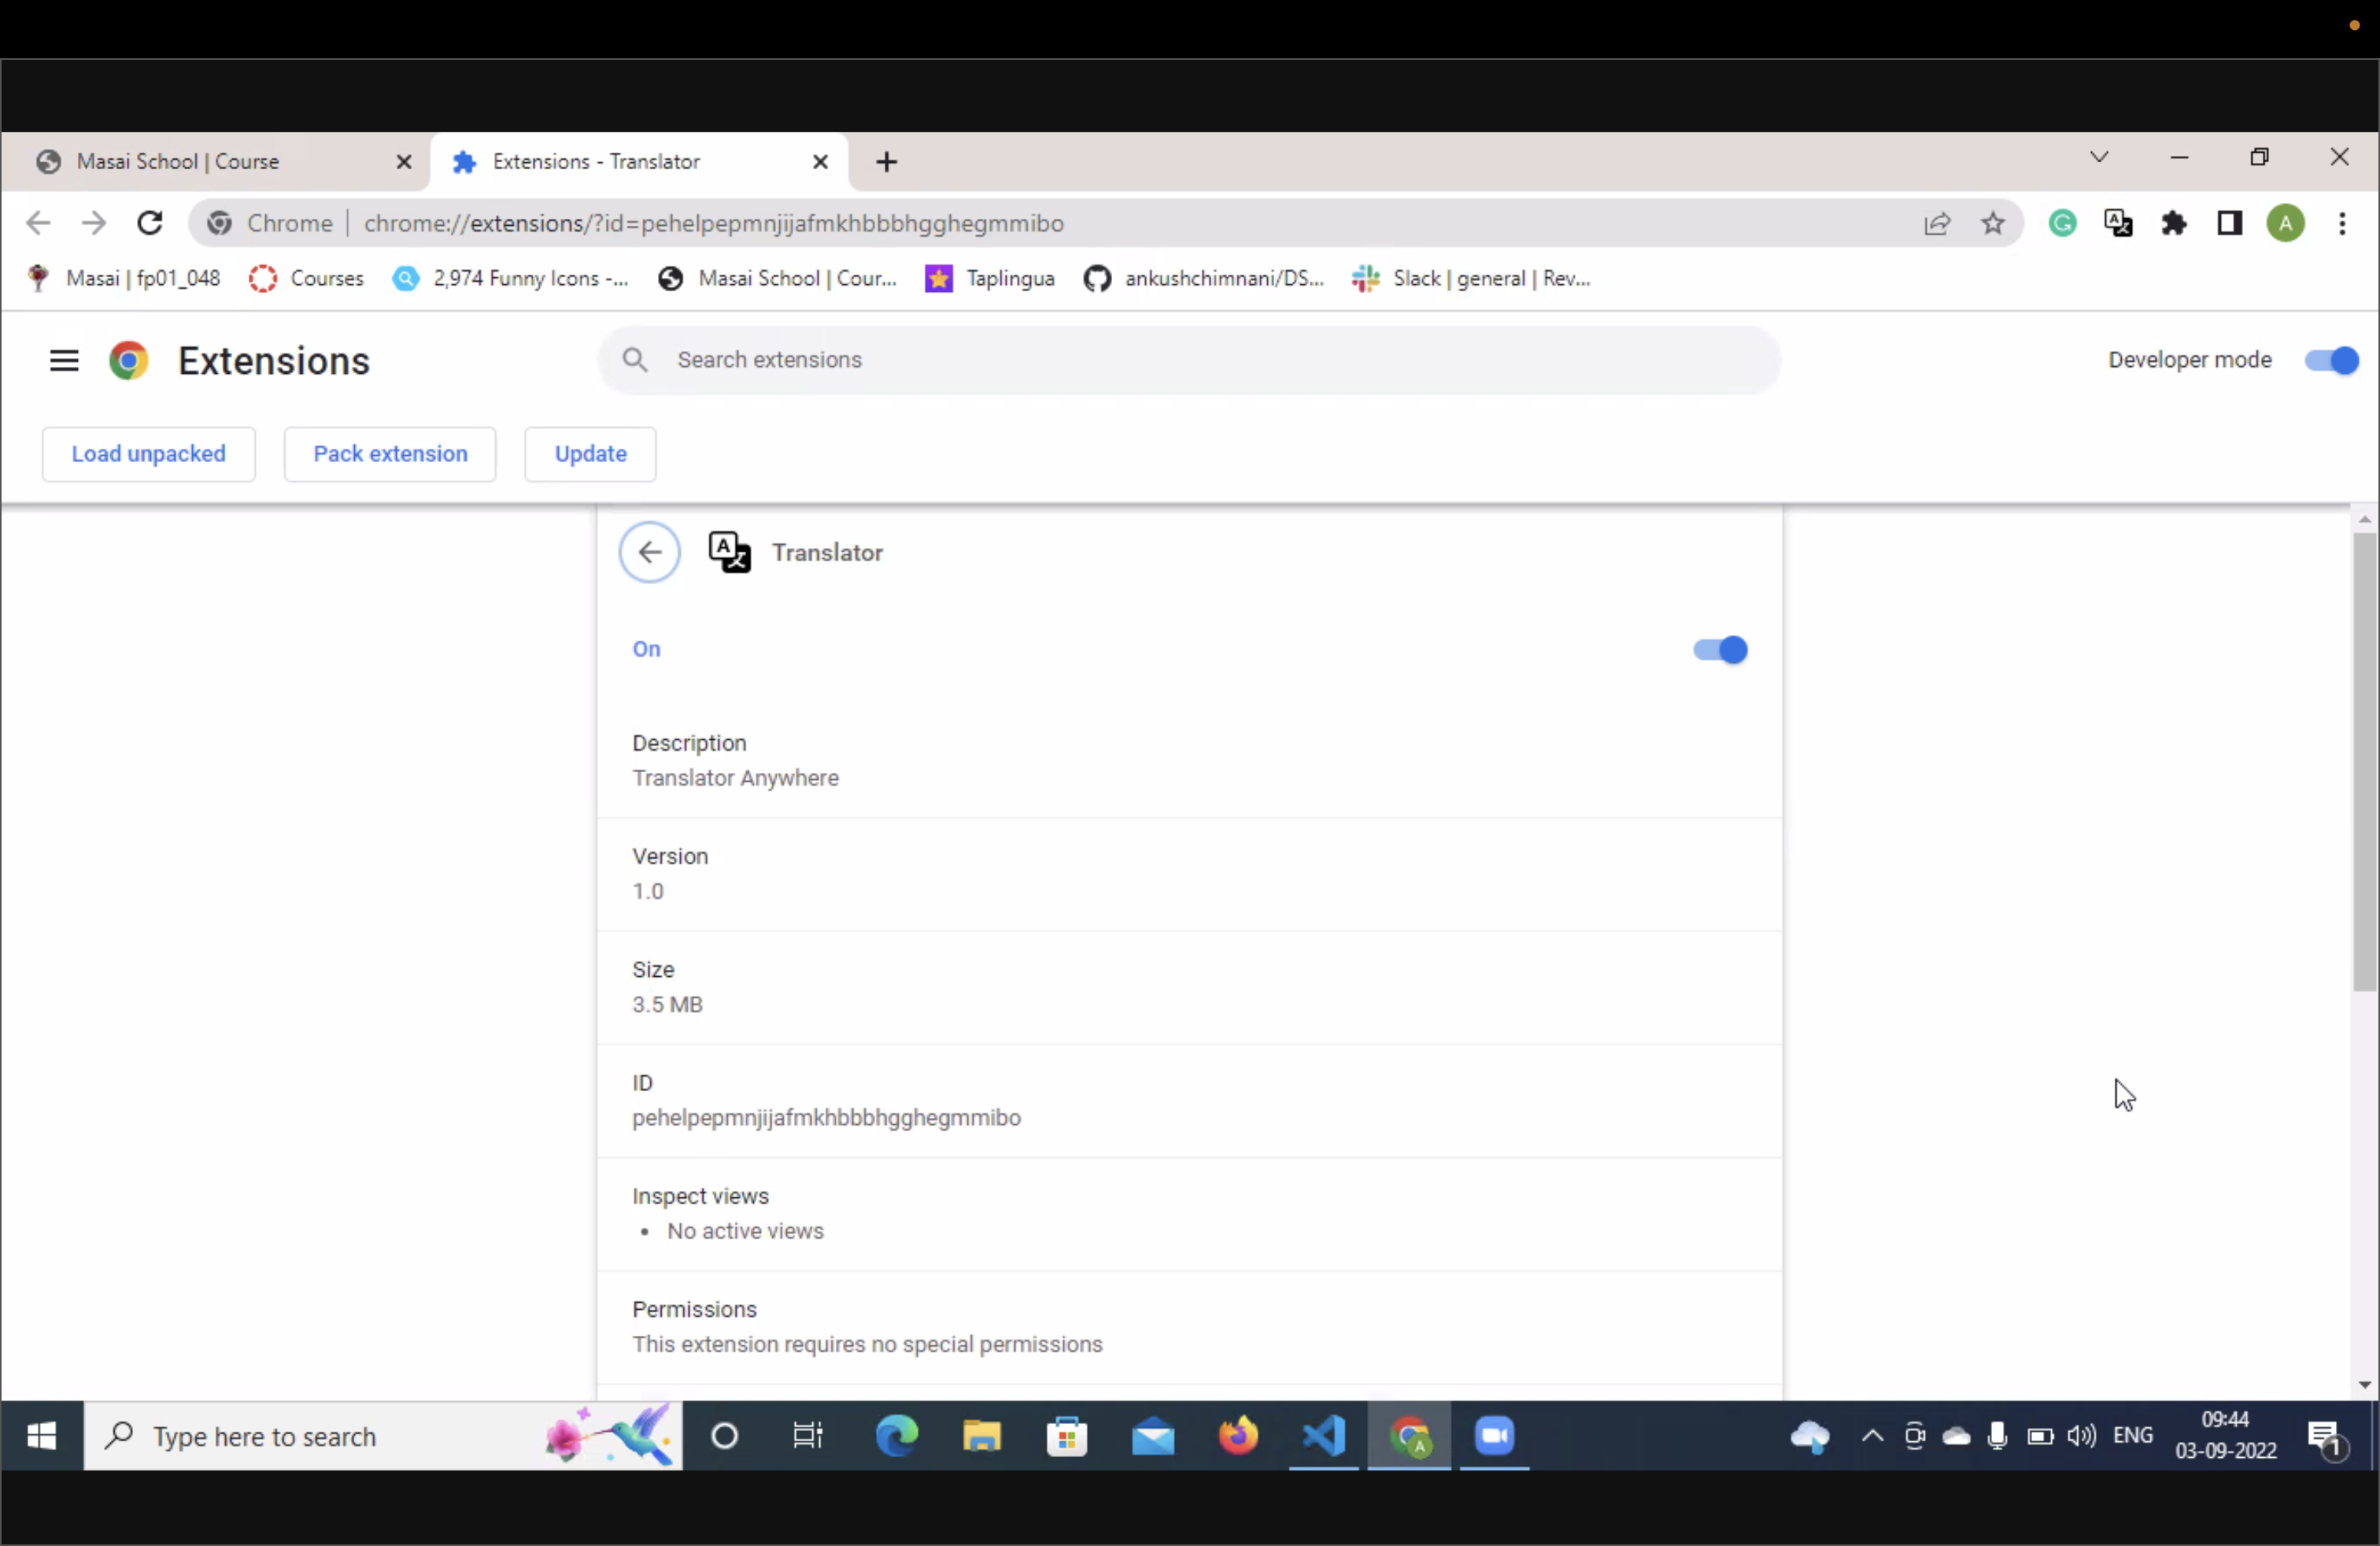 Masai School | Course
Extensions - Translator
Chrome
chrome://extensions/?id=pehelpepmnjijafmkhbbbhgghegmmibo
A
Masai | fp01_048
Courses
2,974 Funny Icons -...
Masai School | Cour...
Taplingua
ankushchimnani/DS...
Slack | general | Rev...
Extensions
Search extensions
Developer mode
Load unpacked
Pack extension
Update
Translator
On
Description
Translator Anywhere
Version
1.0
Size
3.5 MB
ID
pehelpepmnjijafmkhbbbhgghegmmibo
Inspect views
• No active views
Permissions
This extension requires no special permissions
Type here to search
A
ENG
09:44
03-09-2022
1